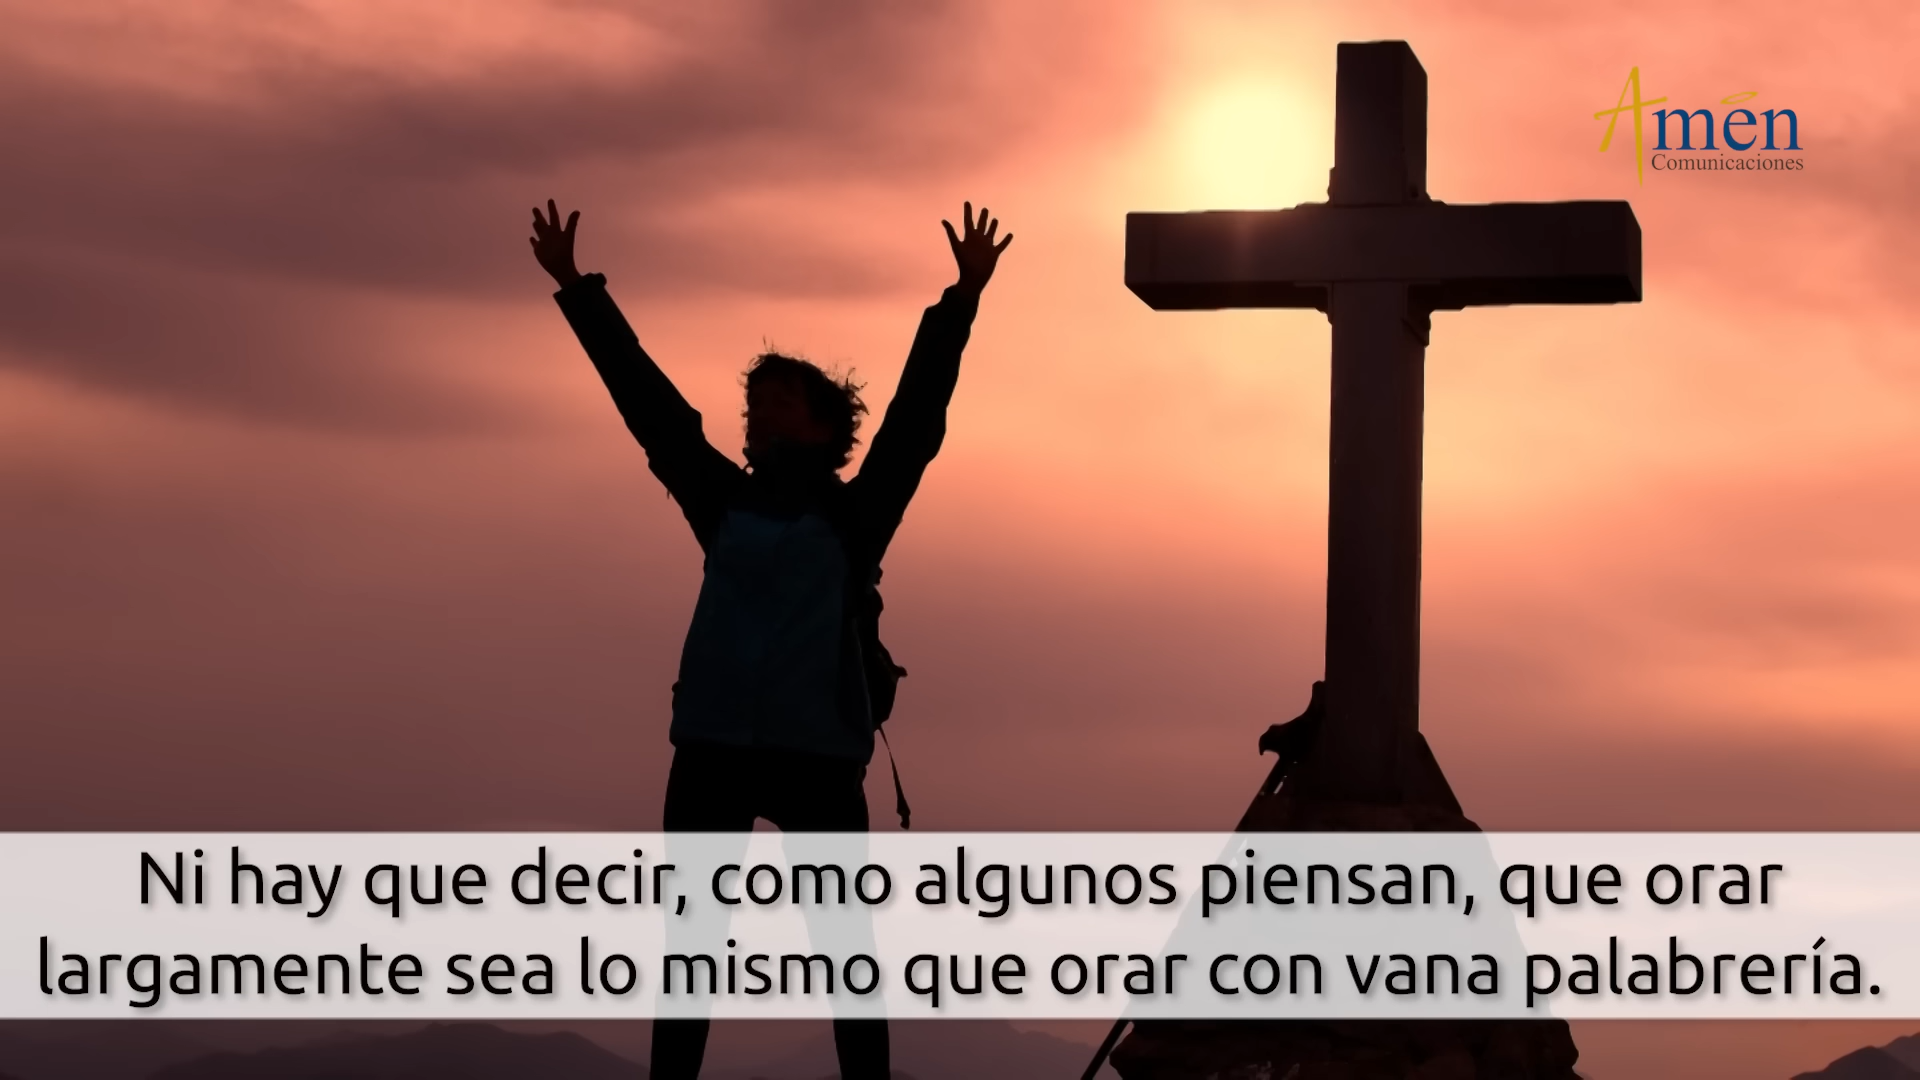 Amén
Comunicaciones
Ni hay que decir, como algunos piensan, que orar
largamente sea lo mismo que orar con vana palabrería.